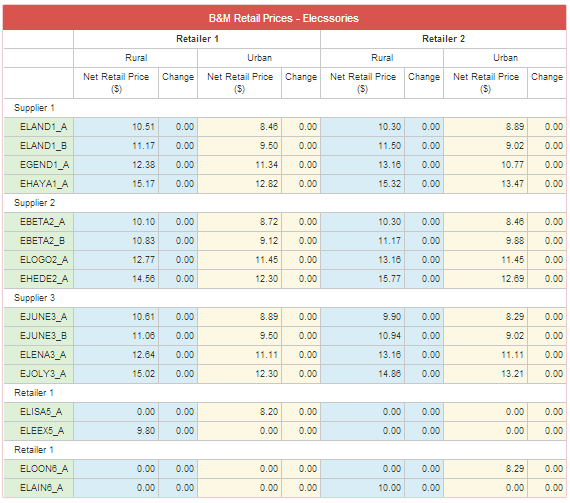 B&M Retail Prices - Elecssories
Retailer 1 Retailer 2
Rural Urban Rural Urban
Net Retail Price ($) Change Net Retail Price ($) Change Net Retail Price ($) Change Net Retail Price ($) Change
Supplier 1
ELAND1_A 10.51 0.00 8.46 0.00 10.30 0.00 8.89 0.00
ELAND1_B 11.17 0.00 9.50 0.00 11.50 0.00 9.02 0.00
EGEND1_A 12.38 0.00 11.34 0.00 13.16 0.00 10.77 0.00
EHAYA1_A 15.17 0.00 12.82 0.00 15.32 0.00 13.47 0.00
Supplier 2
EBETA2_A 10.10 0.00 8.72 0.00 10.30 0.00 8.46 0.00
EBETA2_B 10.83 0.00 9.12 0.00 11.17 0.00 9.88 0.00
ELOGO2_A 12.77 0.00 11.45 0.00 13.16 0.00 11.45 0.00
EHEDE2_A 14.56 0.00 12.30 0.00 15.77 0.00 12.69 0.00
Supplier 3
EJUNE3_A 10.61 0.00 8.89 0.00 9.90 0.00 8.29 0.00
EJUNE3_B 11.06 0.00 9.50 0.00 10.94 0.00 9.02 0.00
ELENA3_A 12.64 0.00 11.11 0.00 13.16 0.00 11.11 0.00
EJOLY3_A 15.02 0.00 12.30 0.00 14.86 0.00 13.21 0.00
Retailer 1
ELISA5_A 0.00 0.00 8.20 0.00 0.00 0.00 0.00 0.00
ELEEX5_A 9.80 0.00 0.00 0.00 0.00 0.00 0.00 0.00
Retailer 1
ELOON6_A 0.00 0.00 0.00 0.00 0.00 0.00 8.29 0.00
ELAIN6_A 0.00 0.00 0.00 0.00 10.00 0.00 0.00 0.00